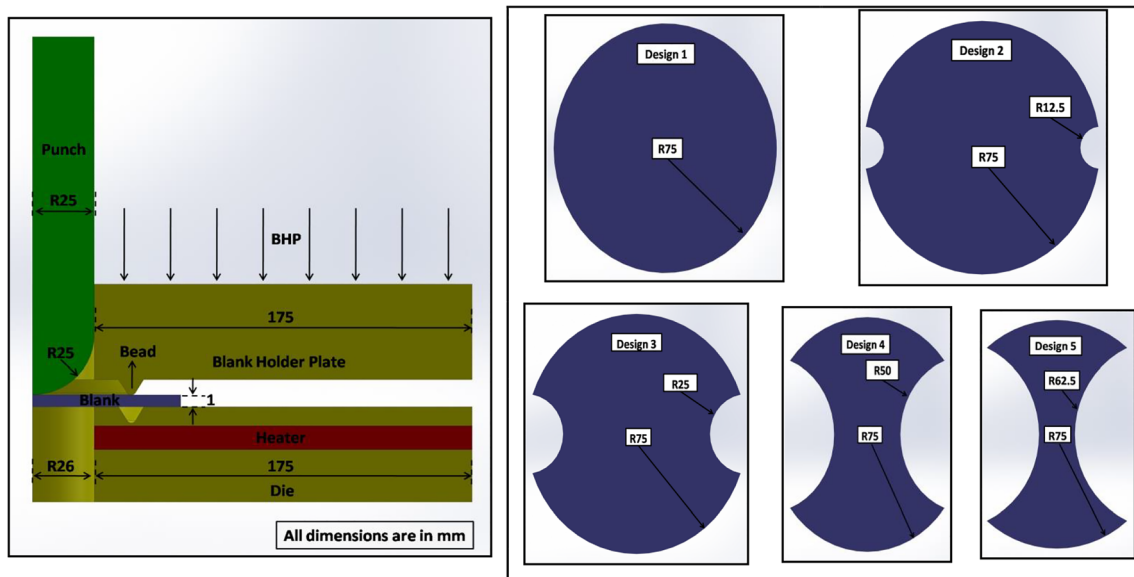 Punch
R25
BHP
175
R25
Bead
Blank Holder Plate
Blank
1
Heater
R26
175
Die
All dimensions are in mm
Design 1
R75
Design 2
R12.5
R75
Design 3
R25
R75
Design 4
R50
R75
Design 5
R62.5
R75